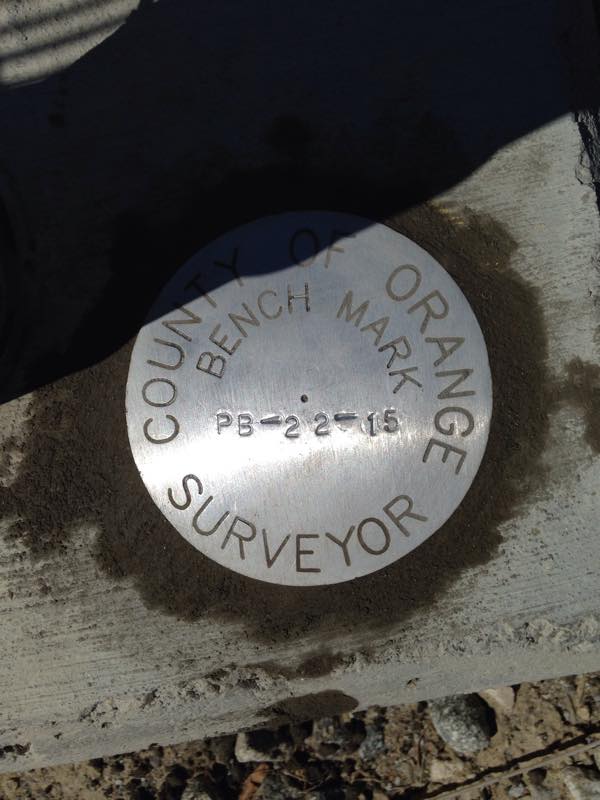 COUNTY OF ORANGE
BENCH MARK
PB-22-15
SURVEYOR